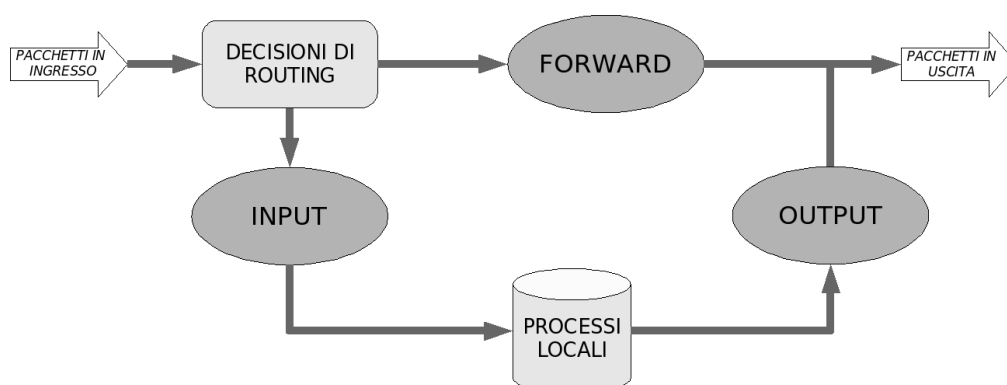 PACCHETTI IN
INGRESSO
DECISIONI DI
ROUTING
FORWARD
PACCHETTI IN
USCITA
INPUT
OUTPUT
PROCESSI
LOCALI